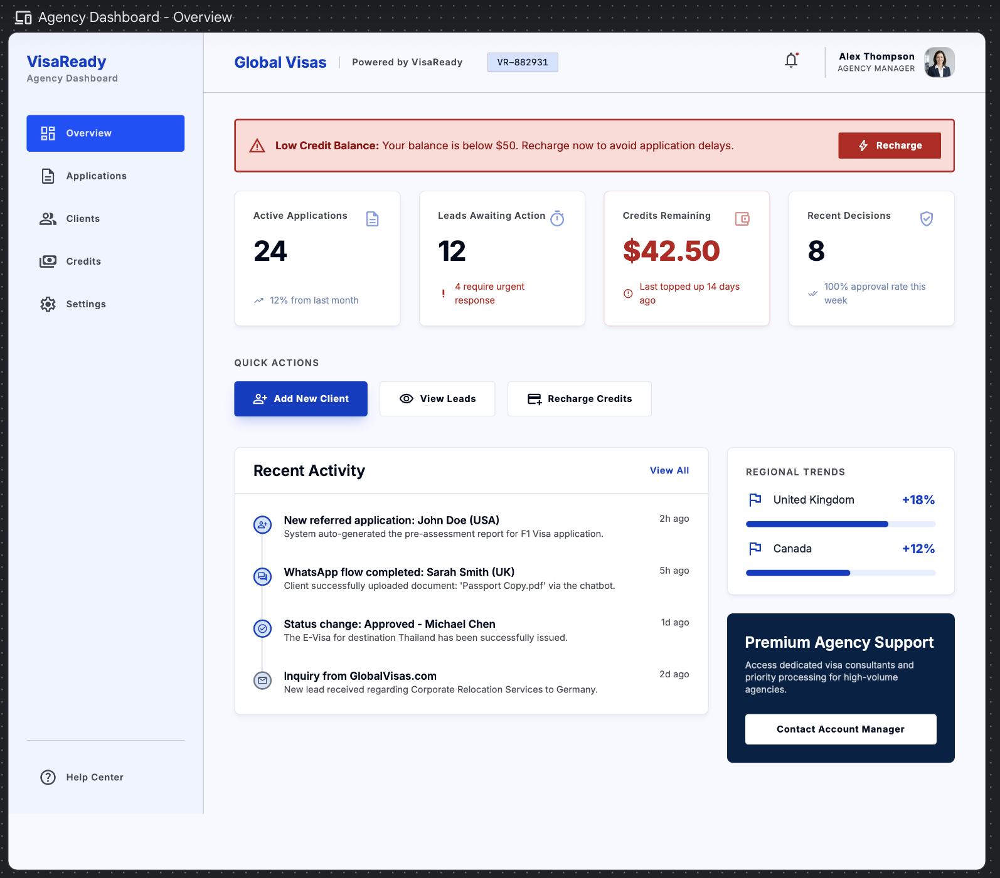 Agency Dashboard - Overview
VisaReady
Agency Dashboard
Overview
Applications
Clients
Credits
Settings
Help Center
Global Visas
Powered by VisaReady
VR-882931
Alex Thompson
AGENCY MANAGER
Low Credit Balance: Your balance is below $50. Recharge now to avoid application delays.
Recharge
Active Applications
24
12% from last month
Leads Awaiting Action
12
4 require urgent
response
Credits Remaining
$42.50
Last topped up 14 days
ago
Recent Decisions
8
100% approval rate this
week
QUICK ACTIONS
Add New Client
View Leads
Recharge Credits
Recent Activity
View All
New referred application: John Doe (USA)
2h ago
System auto-generated the pre-assessment report for F1 Visa application.
WhatsApp flow completed: Sarah Smith (UK)
5h ago
Client successfully uploaded document: 'Passport Copy.pdf' via the chatbot.
Status change: Approved - Michael Chen
1d ago
The E-Visa for destination Thailand has been successfully issued.
Inquiry from GlobalVisas.com
2d ago
New lead received regarding Corporate Relocation Services to Germany.
REGIONAL TRENDS
United Kingdom
+18%
Canada
+12%
Premium Agency Support
Access dedicated visa consultants and
priority processing for high-volume
agencies.
Contact Account Manager